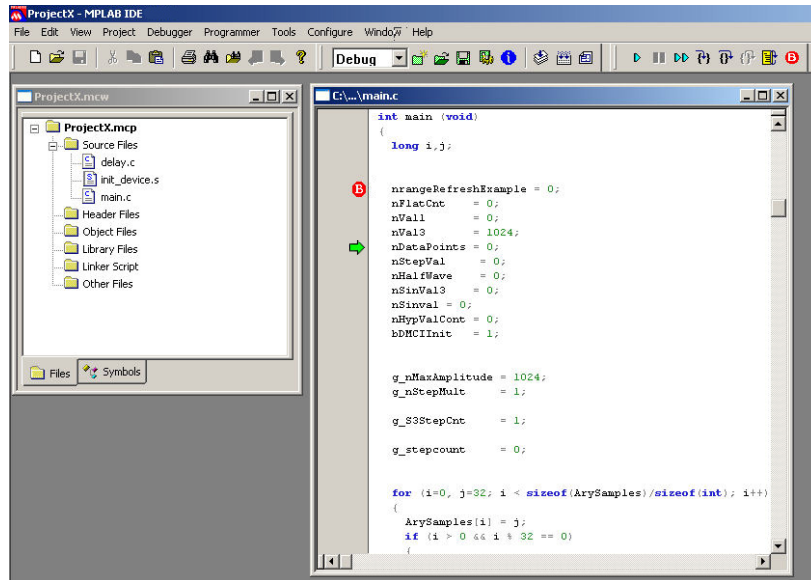 ProjectX - MPLAB IDE
File Edit View Project Debugger Programmer Tools Configure Window Help
Debug
ProjectX.mcw
ProjectX.mcp
Source Files
delay.c
init_device.s
main.c
Header Files
Object Files
Library Files
Linker Script
Other Files
Files Symbols
C:\...\main.c
int main (void)
{
long i,j;
B nrangeRefreshExample = 0;
nFlatCnt = 0;
nVal1 = 0;
nVal3 = 1024;
nDataPoints = 0;
nStepVal = 0;
nHalfWave = 0;
nSinVal3 = 0;
nSinval = 0;
nHypValCont = 0;
bDMCIInit = 1;
g_nMaxAmplitude = 1024;
g_nStepMult = 1;
g_S3StepCnt = 1;
g_stepcount = 0;
for (i=0, j=32; i < sizeof(ArySamples)/sizeof(int); i++)
{
ArySamples[i] = j;
if (i > 0 && i % 32 == 0)
{